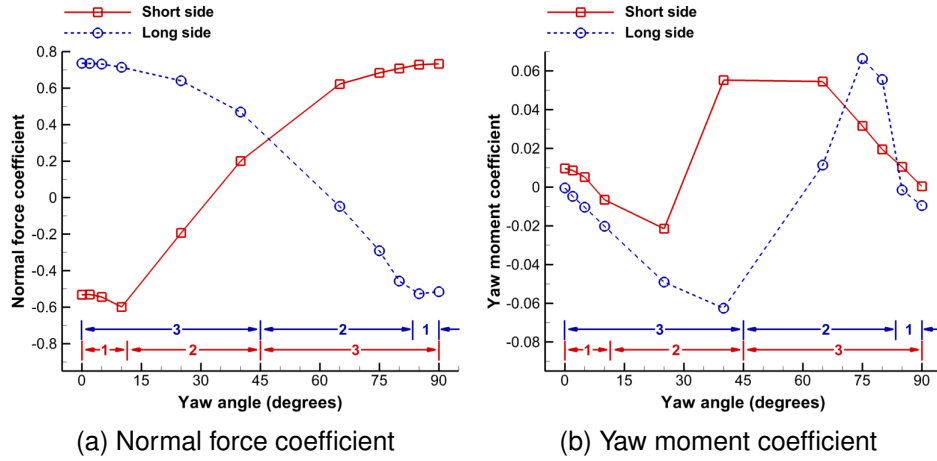 Short side
Long side
Normal force coefficient
0.8
0.6
0.4
0.2
0
-0.2
-0.4
-0.6
-0.8
3 2 1
1 2 3
0 15 30 45 60 75 90
Yaw angle (degrees)
(a) Normal force coefficient
Short side
Long side
Yaw moment coefficient
0.06
0.04
0.02
0
-0.02
-0.04
-0.06
-0.08
3 2 1
1 2 3
0 15 30 45 60 75 90
Yaw angle (degrees)
(b) Yaw moment coefficient